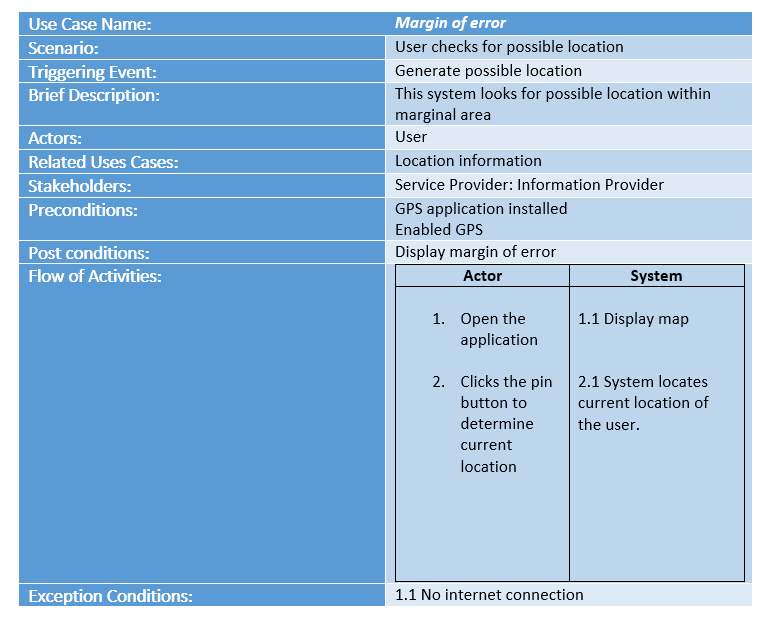 Use Case Name: Margin of error
Scenario: User checks for possible location
Triggering Event: Generate possible location
Brief Description: This system looks for possible location within
marginal area
Actors: User
Related Uses Cases: Location information
Stakeholders: Service Provider: Information Provider
Preconditions: GPS application installed
Enabled GPS
Post conditions: Display margin of error
Flow of Activities: Actor System
1. Open the 1.1 Display map
application
2. Clicks the pin 2.1 System locates
button to current location of
determine the user.
current
location
Exception Conditions: 1.1 No internet connection